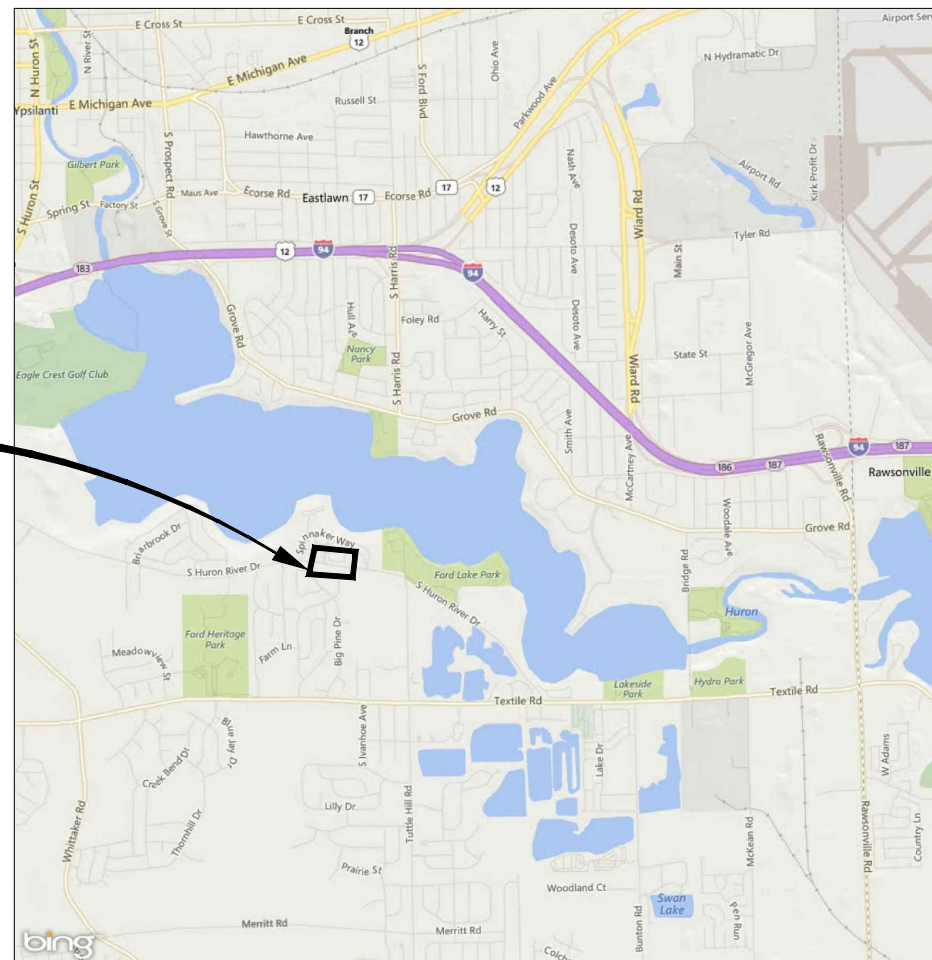 E Cross St
E Cross St
Airport Serv
Branch
12
N River St
N Huron St
Ohio Ave
N Hydramatic Dr
E Michigan Ave
S Ford Blvd
Parkwood Ave
E Michigan Ave
Russell St
Ypsilanti
Hawthorne Ave
S Prospect Rd
Nash Ave
Airport Rd
Kirk Profit Dr
Gilbert Park
Maus Ave
Ecorse Rd
Eastlawn
17
Ecorse Rd
17
12
Wiard Rd
S Huron St
Spring St
Factory St
S Grove St
Desoto Ave
Tyler Rd
12
94
S Harris Rd
94
Main St
183
Grove Rd
Hull Ave
Foley Rd
Harry St
Desoto Ave
McGregor Ave
Nancy Park
State St
Eagle Crest Golf Club
S Harris Rd
Wiard Rd
Grove Rd
Smith Ave
McCartney Ave
Rawsonville Rd
94
187
186
187
Rawsonville
Woodale Ave
Grove Rd
Briarbrook Dr
Spinnaker Way
S Huron River Dr
Ford Lake Park
Bridge Rd
S Huron River Dr
Huron
Ford Heritage
Park
Farm Ln
Big Pine Dr
Meadowview St
Lakeside
Park
Hydro Park
Textile Rd
Textile Rd
Blue Jay Dr
S Ivanhoe Ave
Creek Bend Dr
Lake Dr
W Adams
Lilly Dr
Tuttle Hill Rd
Thornhill Dr
Whittaker Rd
McKean Rd
Rawsonville Rd
Country Ln
Prairie St
Woodland Ct
Swan
Lake
Pen Run
Merritt Rd
Merritt Rd
Bunton Rd
bing
Colch